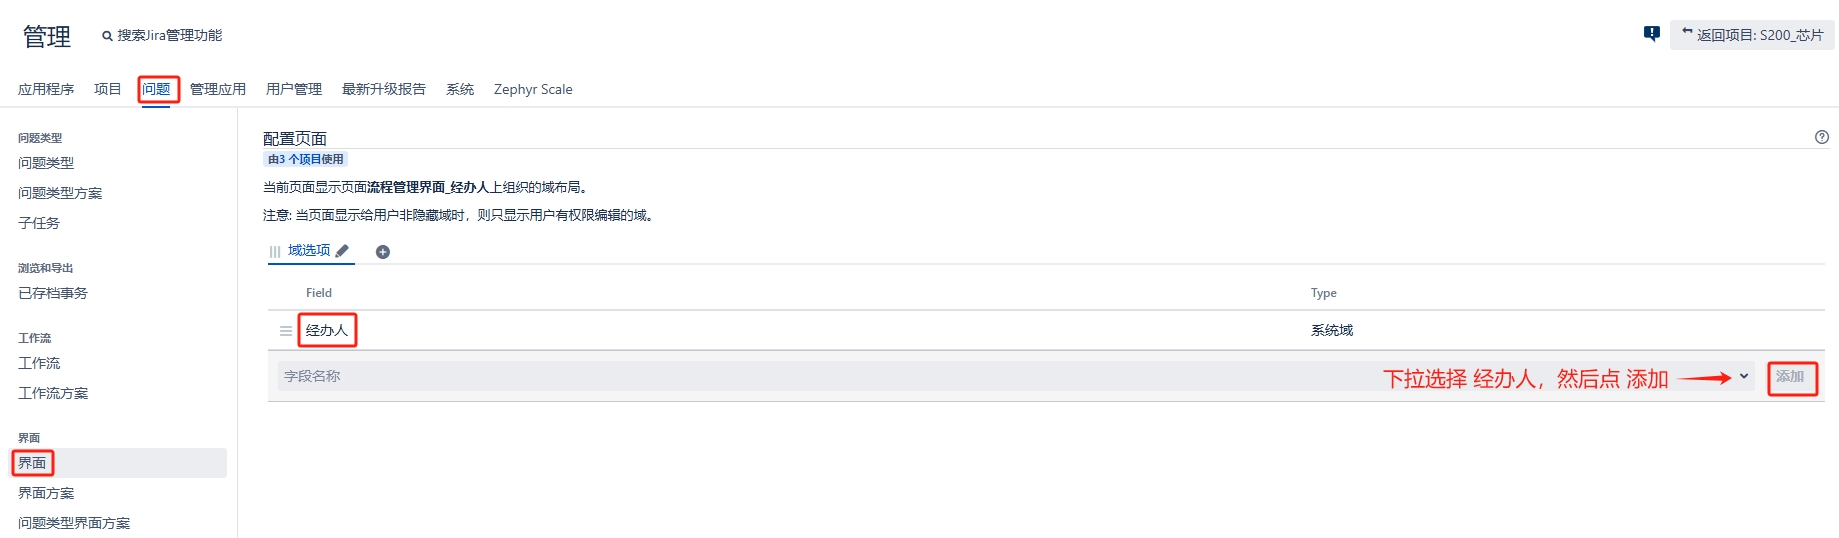 管理
搜索Jira管理功能
返回项目: S200_芯片
应用程序 项目 问题 管理应用 用户管理 最新升级报告 系统 Zephyr Scale
问题类型
问题类型
问题类型方案
子任务
浏览和导出
已存档事务
工作流
工作流
工作流方案
界面
界面
界面方案
问题类型界面方案
配置页面
由3 个项目使用
当前页面显示页面流程管理界面_经办人上组织的域布局。
注意: 当页面显示给用户非隐藏域时，则只显示用户有权限编辑的域。
域选项
Field Type
经办人 系统域
字段名称 下拉选择 经办人，然后点 添加 添加